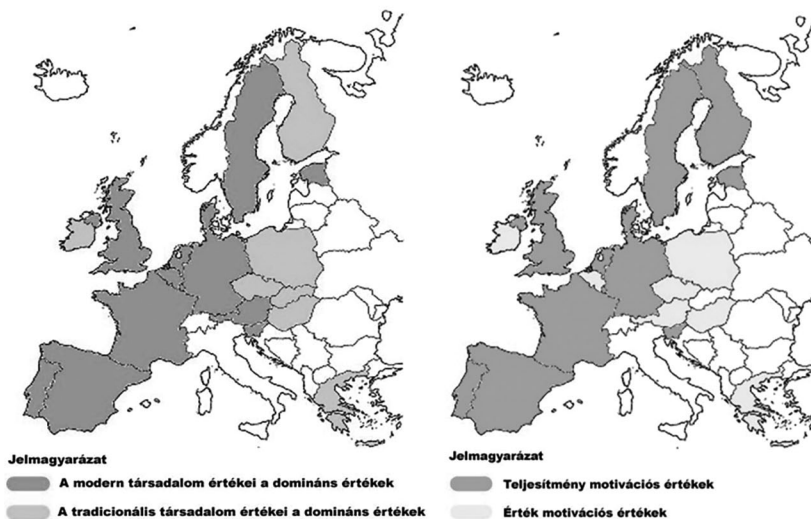 Jelmagyarázat
A modern társadalom értékei a domináns értékek
A tradicionális társadalom értékei a domináns értékek
Jelmagyarázat
Teljesítmény motivációs értékek
Érték motivációs értékek